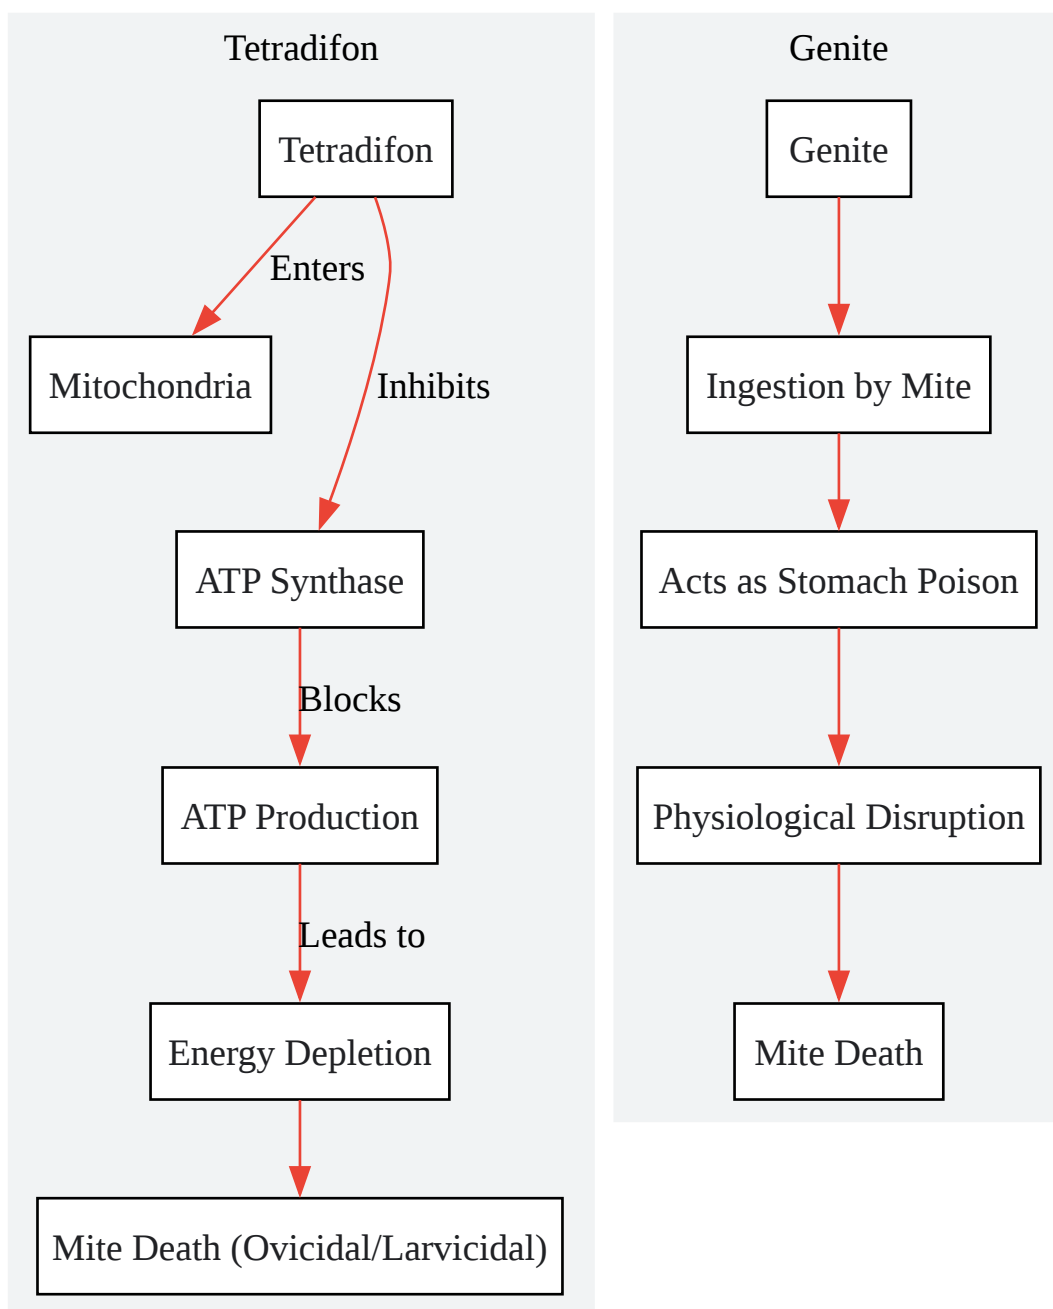 Tetradifon
Tetradifon
Enters
Mitochondria
Inhibits
ATP Synthase
Blocks
ATP Production
Leads to
Energy Depletion
Mite Death (Ovicidal/Larvicidal)
Genite
Genite
Ingestion by Mite
Acts as Stomach Poison
Physiological Disruption
Mite Death